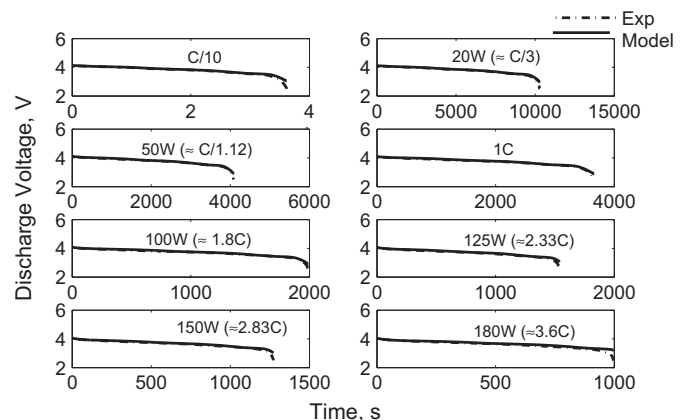 Exp
Model
Discharge Voltage, V
6
4
2
C/10
0 2 4
6
4
2
20W (≈ C/3)
0 5000 10000 15000
6
4
2
50W (≈ C/1.12)
0 2000 4000 6000
6
4
2
1C
0 2000 4000
6
4
2
100W (≈ 1.8C)
0 1000 2000
6
4
2
125W (≈2.33C)
0 1000 2000
6
4
2
150W (≈2.83C)
0 500 1000 1500
6
4
2
180W (≈3.6C)
0 500 1000
Time, s